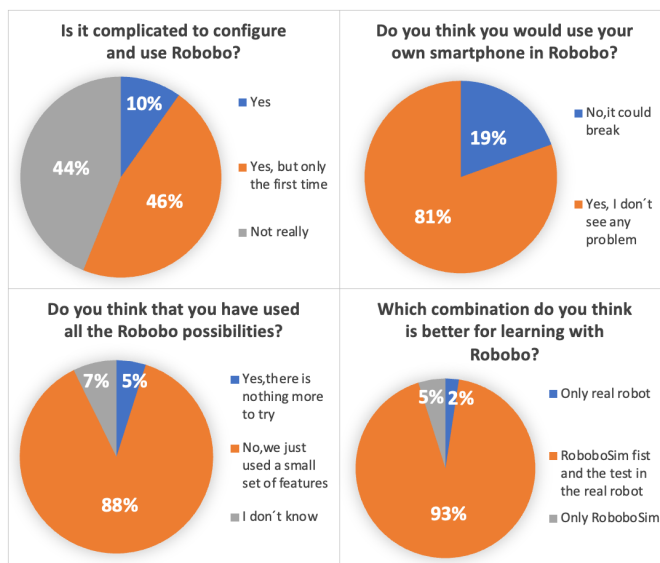 Is it complicated to configure
and use Robobo?
10%
46%
44%
Yes
Yes, but only
the first time
Not really
Do you think you would use your
own smartphone in Robobo?
19%
81%
No,it could
break
Yes, I don´t
see any
problem
Do you think that you have used
all the Robobo possibilities?
7%
5%
88%
Yes,there is
nothing more
to try
No,we just
used a small
set of features
I don´t know
Which combination do you think
is better for learning with
Robobo?
5%
2%
93%
Only real robot
RoboboSim fist
and the test in
the real robot
Only RoboboSim